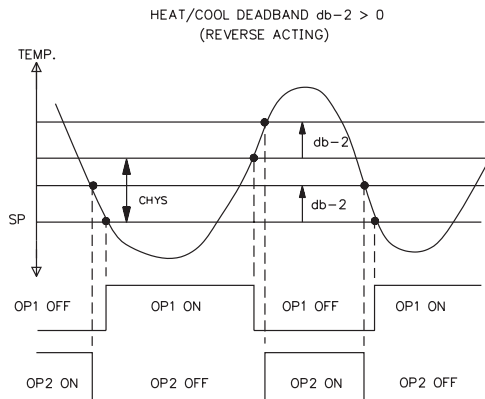 HEAT/COOL DEADBAND db-2 > 0
(REVERSE ACTING)
TEMP.
db-2
CHYS
db-2
SP
OP1 OFF OP1 ON OP1 OFF OP1 ON
OP2 ON OP2 OFF OP2 ON OP2 OFF